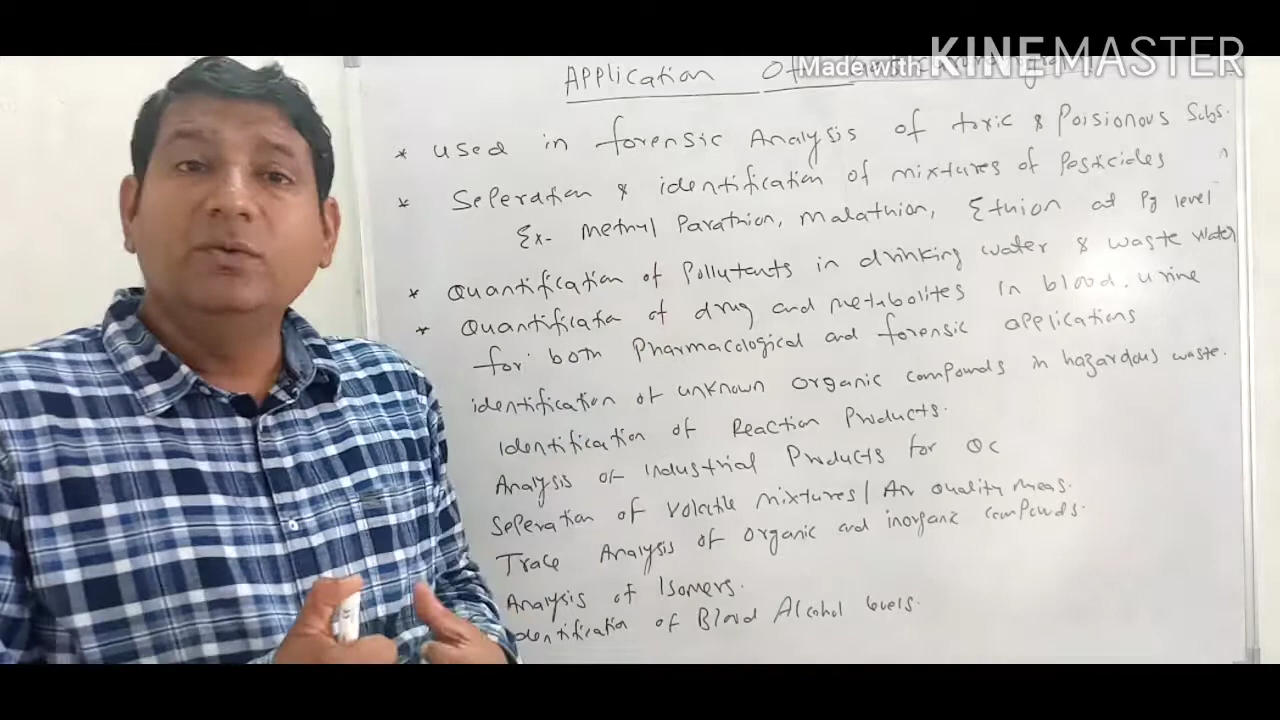 Made with KINEMASTER
Application Of
* Used in forensic Analysis of toxic & Poisionous Subs.
* Seperation & identification of mixtures of Pesticides
Ex- Methyl Parathion, Malathion, Ethion at Pg level
* Quantification of Pollutants in drinking water & waste water
* Quantification of drug and metabolites in blood, urine
for both Pharmacological and forensic applications
identification of unknown organic compounds in hazardous waste.
Identification of Reaction Products.
Analysis of Industrial Products for QC
Seperation of Volatile mixtures / Air quality meas.
Trace Analysis of organic and inorganic compounds.
Analysis of Isomers.
dentification of Blood Alcohol levels.